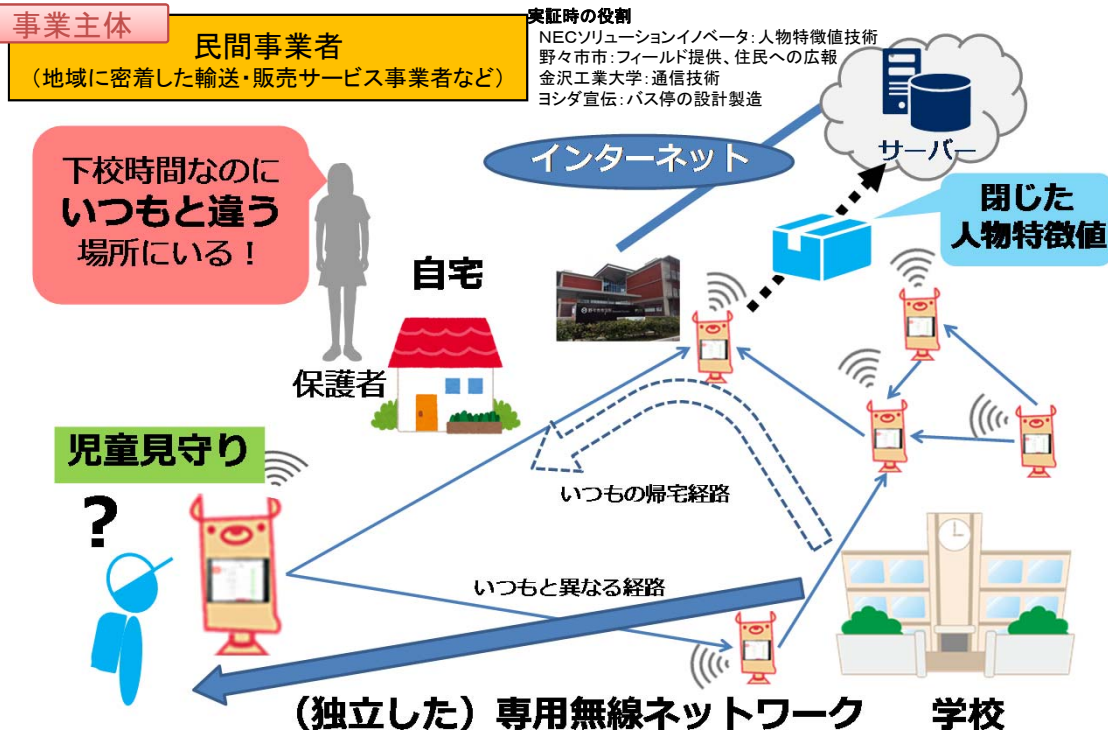 事業主体
民間事業者
（地域に密着した輸送・販売サービス事業者など）
実証時の役割
NECソリューションイノベータ：人物特徴値技術
野々市市：フィールド提供、住民への広報
金沢工業大学：通信技術
ヨシダ宣伝：バス停の設計製造
サーバー
インターネット
下校時間なのに
いつもと違う
場所にいる！
閉じた
人物特徴値
自宅
保護者
児童見守り
?
いつもの帰宅経路
いつもと異なる経路
（独立した）専用無線ネットワーク
学校